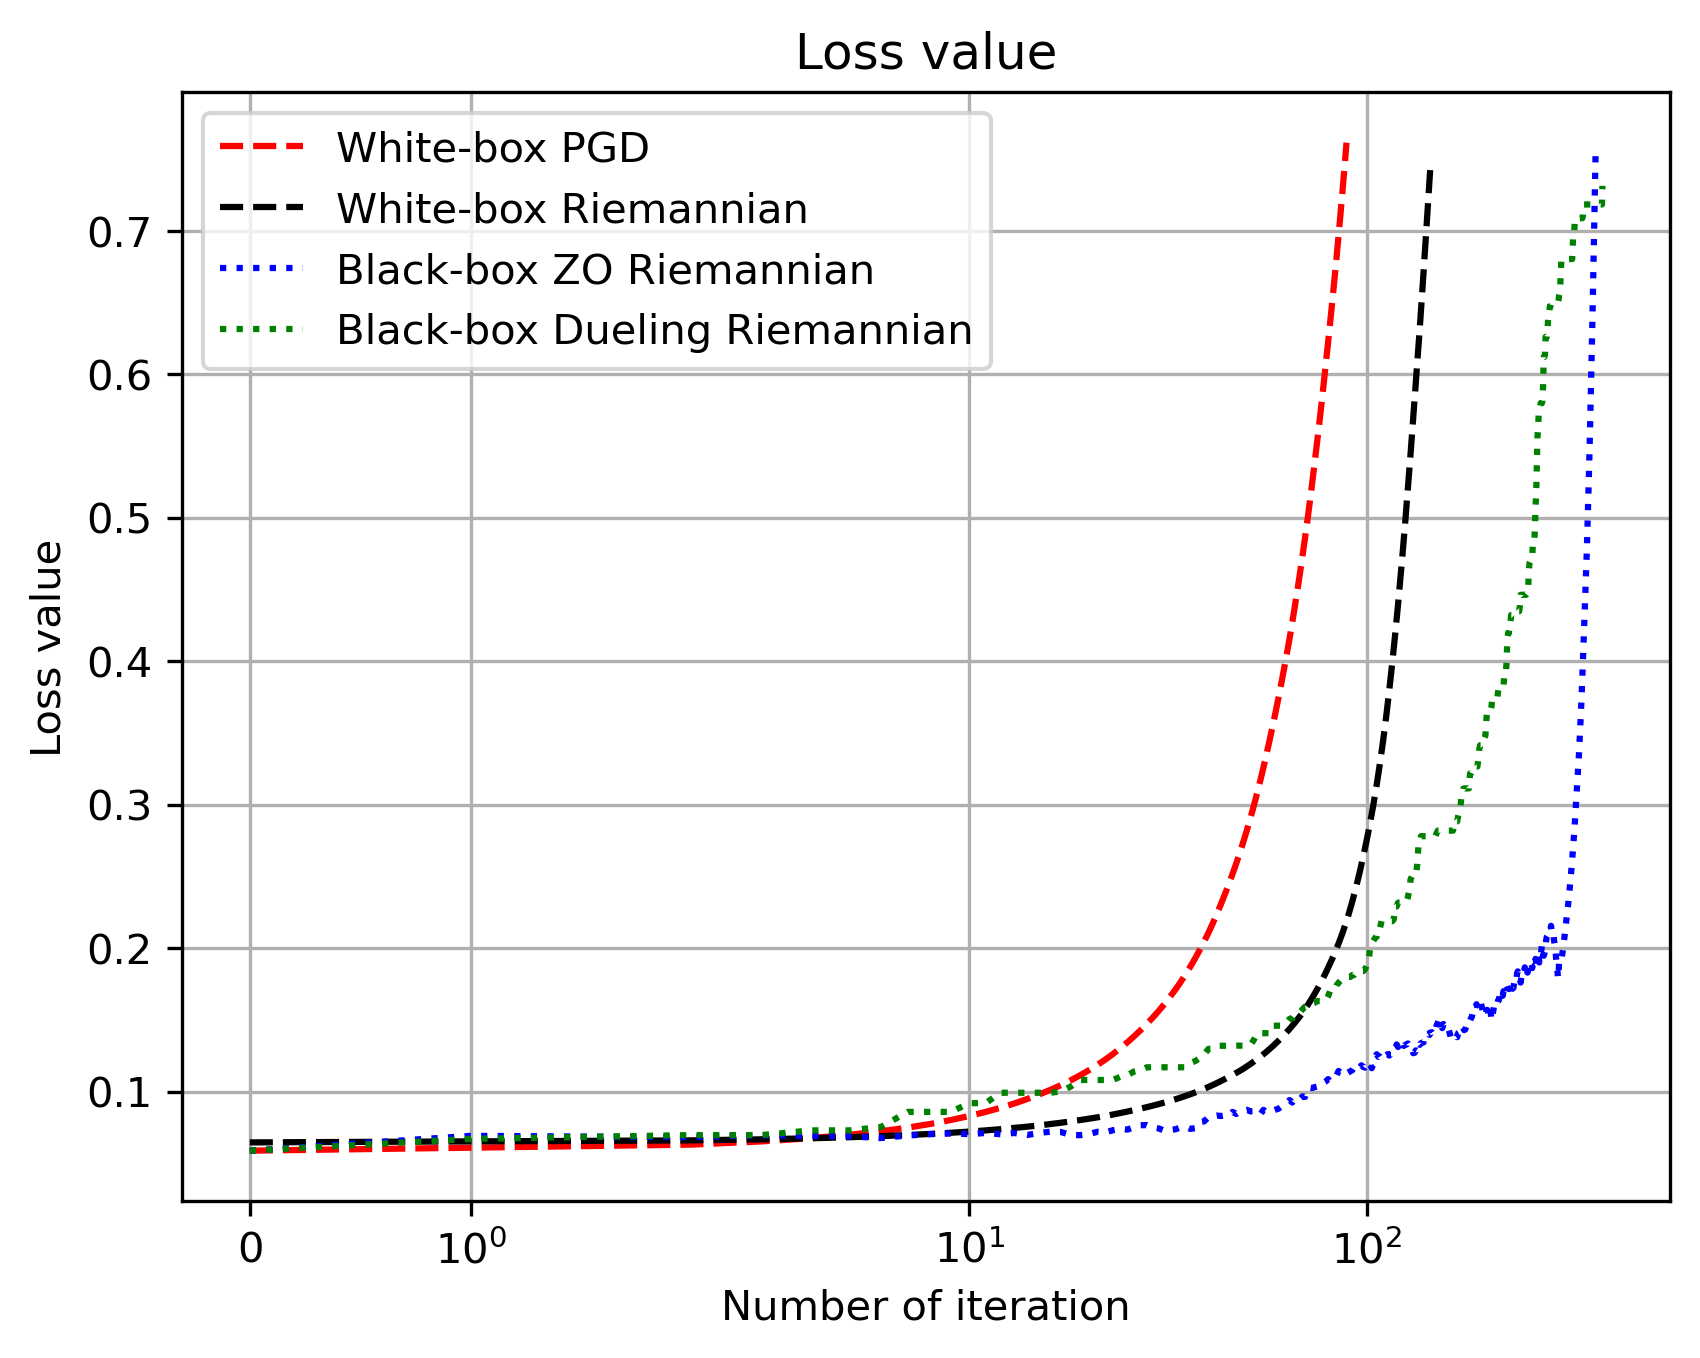 Loss value
White-box PGD
White-box Riemannian
Black-box ZO Riemannian
Black-box Dueling Riemannian
0.7
0.6
0.5
0.4
0.3
0.2
0.1
Loss value
0 10⁰ 10¹ 10²
Number of iteration